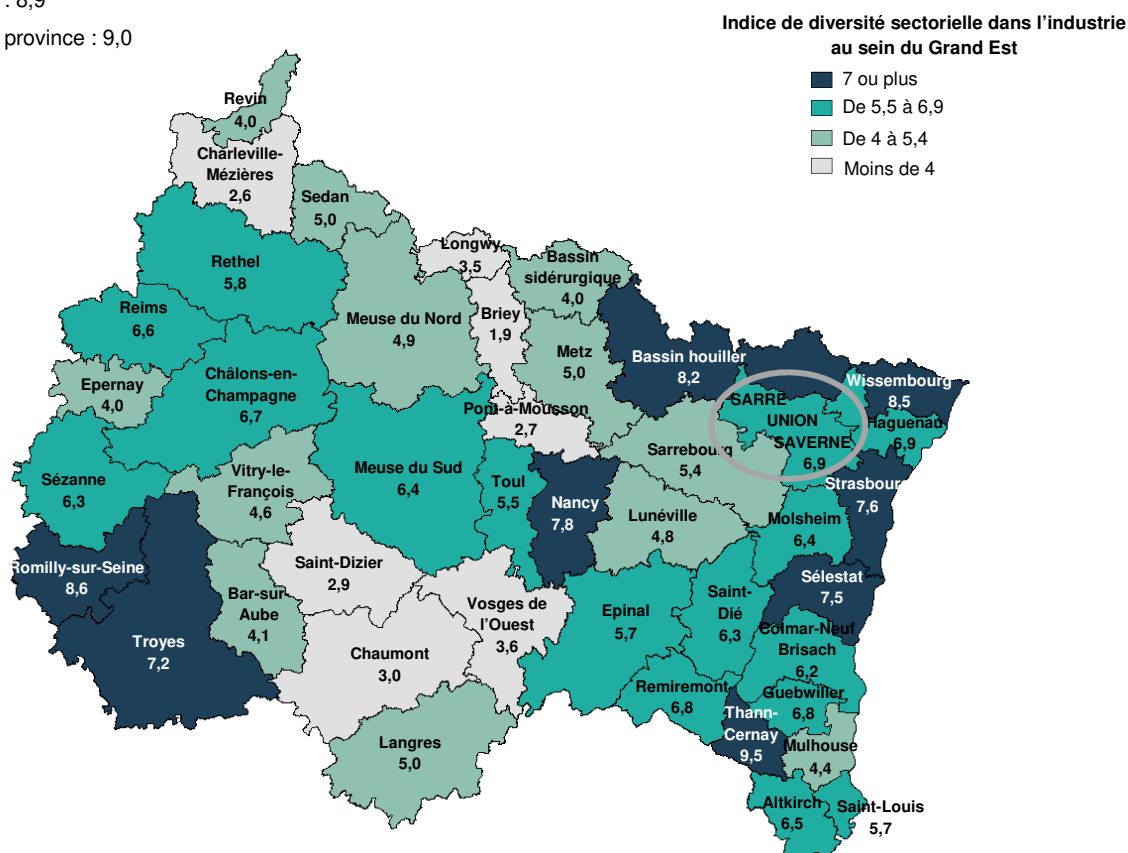 : 8,9
province : 9,0
Indice de diversité sectorielle dans l'industrie
au sein du Grand Est
7 ou plus
De 5,5 à 6,9
De 4 à 5,4
Moins de 4
Revin
4,0
Charleville-
Mézières
2,6
Sedan
5,0
Rethel
5,8
Longwy
3,5
Bassin
sidérurgique
4,0
Reims
6,6
Meuse du Nord
4,9
Briey
1,9
Metz
5,0
Bassin houiller
8,2
Wissembourg
8,5
Epernay
4,0
Châlons-en-
Champagne
6,7
Pont-à-Mousson
2,7
SARRE
UNION
SAVERNE
6,9
Haguenau
6,9
Sarrebourg
5,4
Sézanne
6,3
Vitry-le-
François
4,6
Meuse du Sud
6,4
Toul
5,5
Nancy
7,8
Lunéville
4,8
Strasbour
7,6
Molsheim
6,4
Romilly-sur-Seine
8,6
Saint-Dizier
2,9
Bar-sur
Aube
4,1
Vosges de
l'Ouest
3,6
Epinal
5,7
Saint-
Dié
6,3
Sélestat
7,5
Troyes
7,2
Chaumont
3,0
Colmar-Neuf
Brisach
6,2
Remiremont
6,8
Guebwiller
6,8
Thann-
Cernay
9,5
Langres
5,0
Mulhouse
4,4
Altkirch
6,5
Saint-Louis
5,7